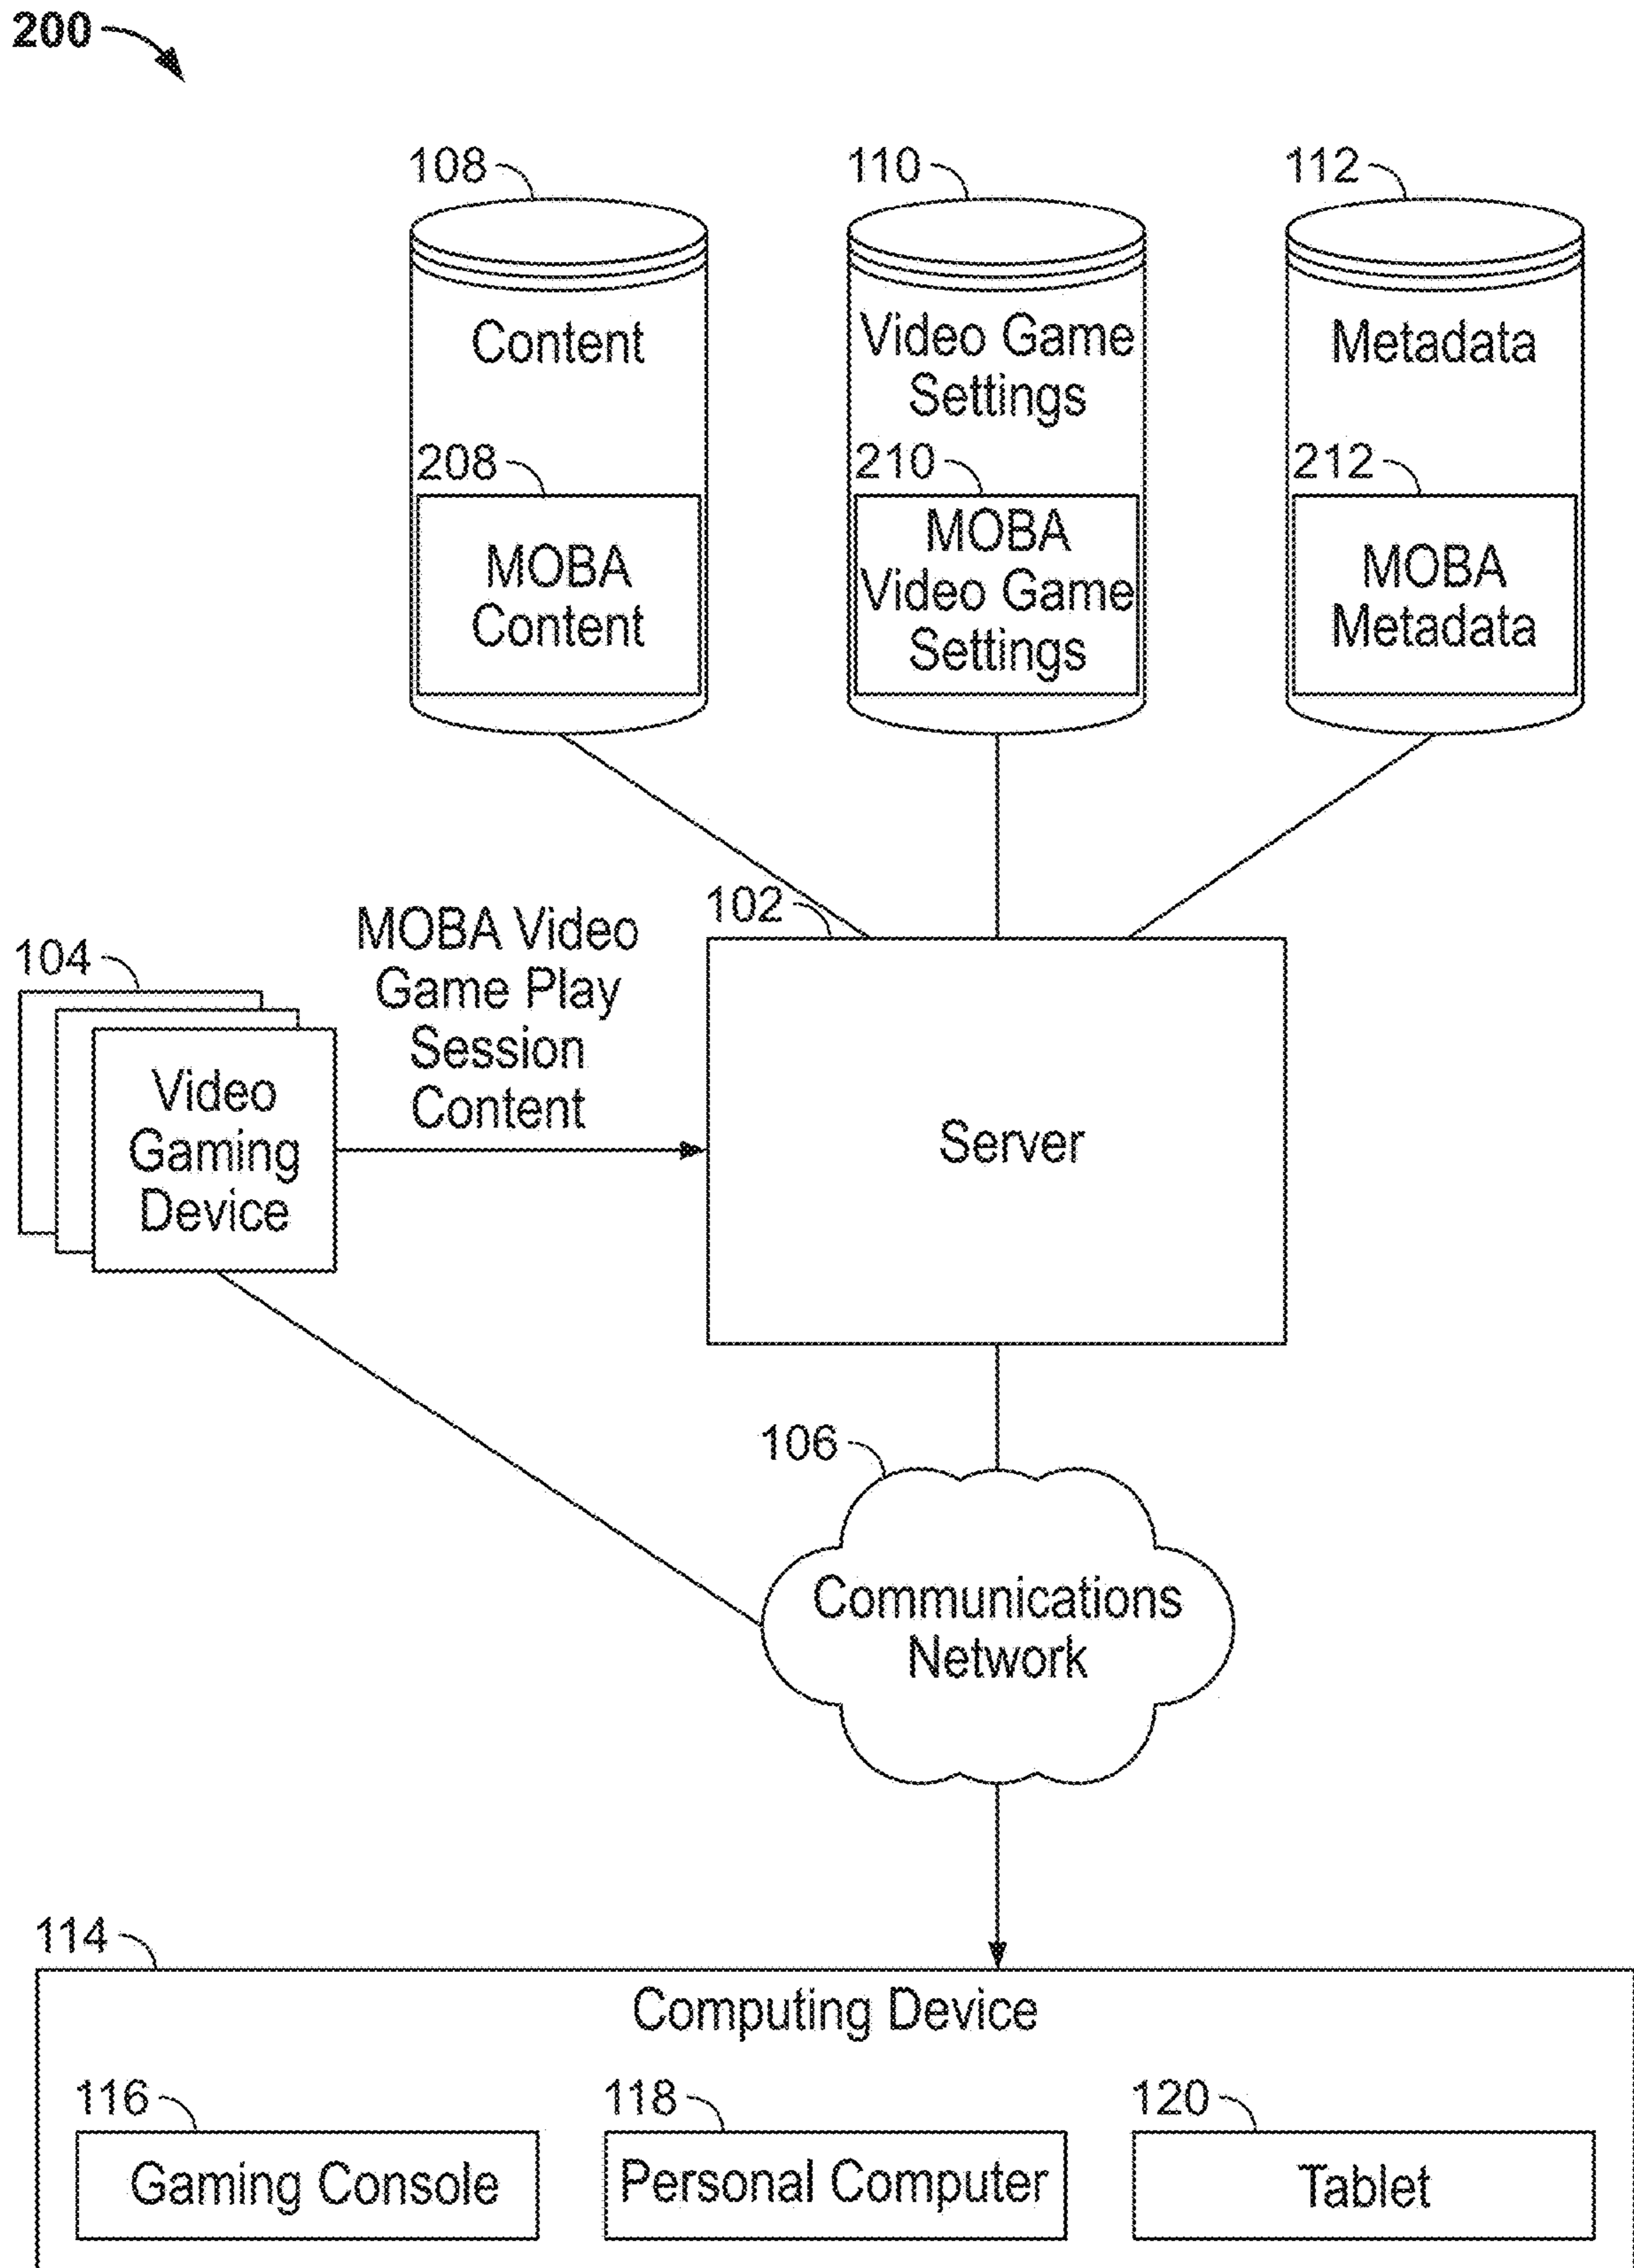 200
108
110
112
Content
Video Game
Settings
Metadata
208
210
212
MOBA
Content
MOBA
Video Game
Settings
MOBA
Metadata
102
104
MOBA Video
Game Play
Session
Content
Video
Gaming
Device
Server
106
Communications
Network
114
Computing Device
116
118
120
Gaming Console
Personal Computer
Tablet